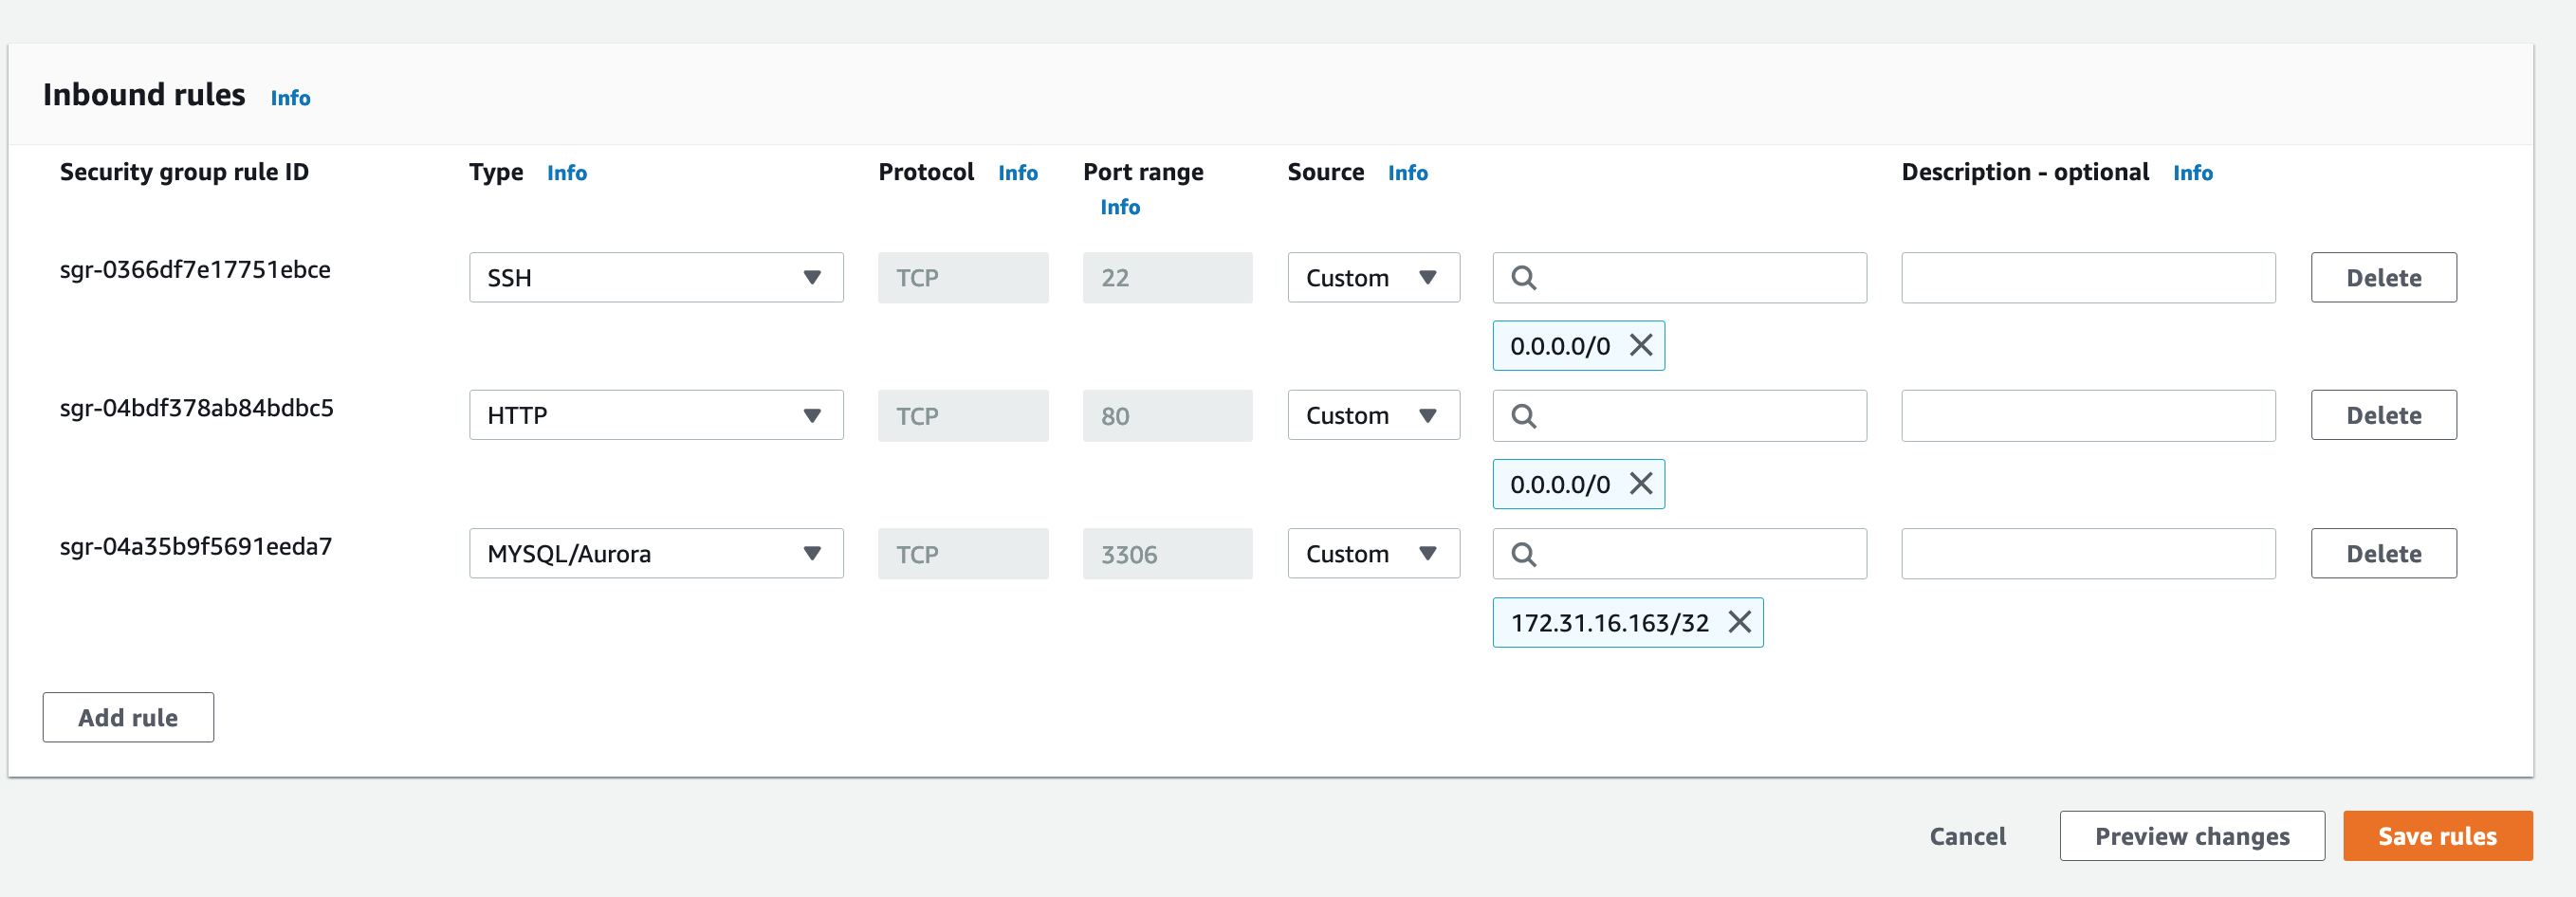 Inbound rules Info
Security group rule ID Type Info Protocol Info Port range Source Info Description - optional Info
Info
sgr-0366df7e17751ebce SSH TCP 22 Custom Delete
0.0.0.0/0
sgr-04bdf378ab84bdbc5 HTTP TCP 80 Custom Delete
0.0.0.0/0
sgr-04a35b9f5691eeda7 MYSQL/Aurora TCP 3306 Custom Delete
172.31.16.163/32
Add rule
Cancel Preview changes Save rules